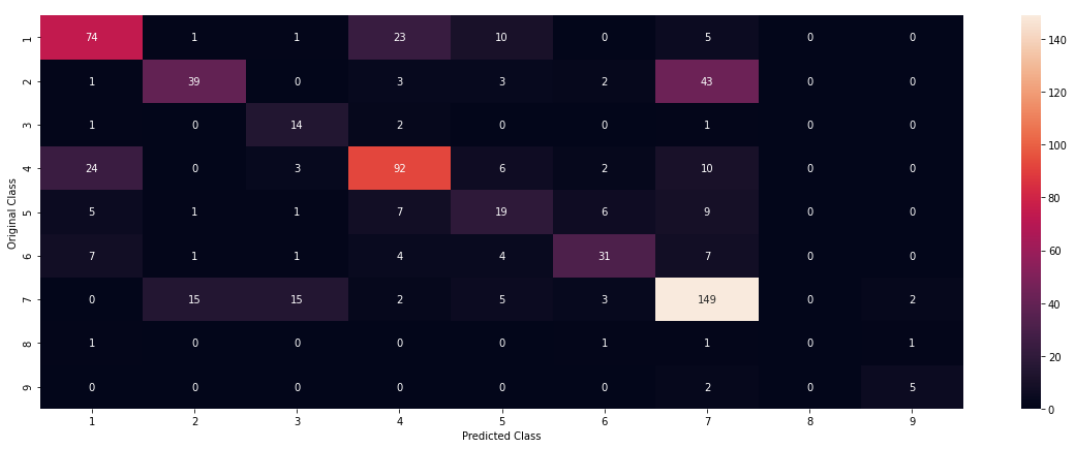 1 74 1 1 23 10 0 5 0 0
2 1 39 0 3 3 2 43 0 0
3 1 0 14 2 0 0 1 0 0
4 24 0 3 92 6 2 10 0 0
5 5 1 1 7 19 6 9 0 0
6 7 1 1 4 4 31 7 0 0
7 0 15 15 2 5 3 149 0 2
8 1 0 0 0 0 1 1 0 1
9 0 0 0 0 0 0 2 0 5
1 2 3 4 5 6 7 8 9
Predicted Class
Original Class
140
120
100
80
60
40
20
0